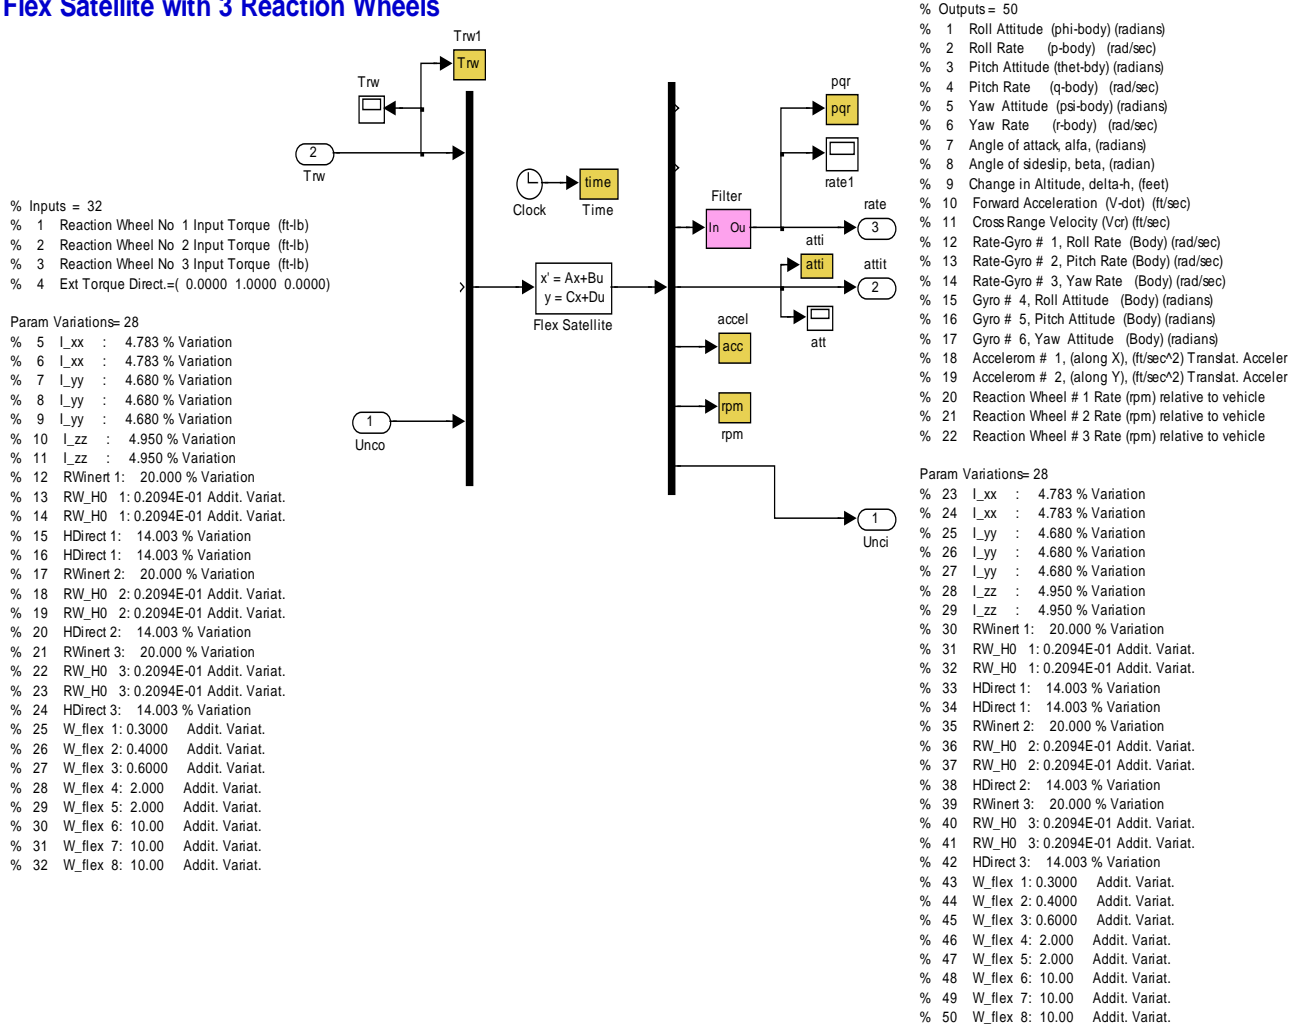 Flex Satellite with 3 Reaction Wheels
Trw1
Trw
Trw
2
Trw
Clock
time
Time
x' = Ax+Bu
y = Cx+Du
Flex Satellite
1
Unco
Filter
In Ou
pqr
pqr
rate1
rate
3
atti
atti
attit
2
att
accel
acc
rpm
rpm
1
Unci
% Inputs = 32
% 1 Reaction Wheel No 1 Input Torque (ft-lb)
% 2 Reaction Wheel No 2 Input Torque (ft-lb)
% 3 Reaction Wheel No 3 Input Torque (ft-lb)
% 4 Ext Torque Direct.=( 0.0000 1.0000 0.0000)
Param Variations= 28
% 5 I_xx : 4.783 % Variation
% 6 I_xx : 4.783 % Variation
% 7 I_yy : 4.680 % Variation
% 8 I_yy : 4.680 % Variation
% 9 I_yy : 4.680 % Variation
% 10 I_zz : 4.950 % Variation
% 11 I_zz : 4.950 % Variation
% 12 RWinert 1: 20.000 % Variation
% 13 RW_H0 1: 0.2094E-01 Addit. Variat.
% 14 RW_H0 1: 0.2094E-01 Addit. Variat.
% 15 HDirect 1: 14.003 % Variation
% 16 HDirect 1: 14.003 % Variation
% 17 RWinert 2: 20.000 % Variation
% 18 RW_H0 2: 0.2094E-01 Addit. Variat.
% 19 RW_H0 2: 0.2094E-01 Addit. Variat.
% 20 HDirect 2: 14.003 % Variation
% 21 RWinert 3: 20.000 % Variation
% 22 RW_H0 3: 0.2094E-01 Addit. Variat.
% 23 RW_H0 3: 0.2094E-01 Addit. Variat.
% 24 HDirect 3: 14.003 % Variation
% 25 W_flex 1: 0.3000 Addit. Variat.
% 26 W_flex 2: 0.4000 Addit. Variat.
% 27 W_flex 3: 0.6000 Addit. Variat.
% 28 W_flex 4: 2.000 Addit. Variat.
% 29 W_flex 5: 2.000 Addit. Variat.
% 30 W_flex 6: 10.00 Addit. Variat.
% 31 W_flex 7: 10.00 Addit. Variat.
% 32 W_flex 8: 10.00 Addit. Variat.
% Outputs = 50
% 1 Roll Attitude (phi-body) (radians)
% 2 Roll Rate (p-body) (rad/sec)
% 3 Pitch Attitude (thet-bdy) (radians)
% 4 Pitch Rate (q-body) (rad/sec)
% 5 Yaw Attitude (psi-body) (radians)
% 6 Yaw Rate (r-body) (rad/sec)
% 7 Angle of attack, alfa, (radians)
% 8 Angle of sideslip, beta, (radian)
% 9 Change in Altitude, delta-h, (feet)
% 10 Forward Acceleration (V-dot) (ft/sec)
% 11 Cross Range Velocity (Vcr) (ft/sec)
% 12 Rate-Gyro # 1, Roll Rate (Body) (rad/sec)
% 13 Rate-Gyro # 2, Pitch Rate (Body) (rad/sec)
% 14 Rate-Gyro # 3, Yaw Rate (Body) (rad/sec)
% 15 Gyro # 4, Roll Attitude (Body) (radians)
% 16 Gyro # 5, Pitch Attitude (Body) (radians)
% 17 Gyro # 6, Yaw Attitude (Body) (radians)
% 18 Accelerom # 1, (along X), (ft/sec^2) Translat. Acceler
% 19 Accelerom # 2, (along Y), (ft/sec^2) Translat. Acceler
% 20 Reaction Wheel # 1 Rate (rpm) relative to vehicle
% 21 Reaction Wheel # 2 Rate (rpm) relative to vehicle
% 22 Reaction Wheel # 3 Rate (rpm) relative to vehicle
Param Variations= 28
% 23 I_xx : 4.783 % Variation
% 24 I_xx : 4.783 % Variation
% 25 I_yy : 4.680 % Variation
% 26 I_yy : 4.680 % Variation
% 27 I_yy : 4.680 % Variation
% 28 I_zz : 4.950 % Variation
% 29 I_zz : 4.950 % Variation
% 30 RWinert 1: 20.000 % Variation
% 31 RW_H0 1: 0.2094E-01 Addit. Variat.
% 32 RW_H0 1: 0.2094E-01 Addit. Variat.
% 33 HDirect 1: 14.003 % Variation
% 34 HDirect 1: 14.003 % Variation
% 35 RWinert 2: 20.000 % Variation
% 36 RW_H0 2: 0.2094E-01 Addit. Variat.
% 37 RW_H0 2: 0.2094E-01 Addit. Variat.
% 38 HDirect 2: 14.003 % Variation
% 39 RWinert 3: 20.000 % Variation
% 40 RW_H0 3: 0.2094E-01 Addit. Variat.
% 41 RW_H0 3: 0.2094E-01 Addit. Variat.
% 42 HDirect 3: 14.003 % Variation
% 43 W_flex 1: 0.3000 Addit. Variat.
% 44 W_flex 2: 0.4000 Addit. Variat.
% 45 W_flex 3: 0.6000 Addit. Variat.
% 46 W_flex 4: 2.000 Addit. Variat.
% 47 W_flex 5: 2.000 Addit. Variat.
% 48 W_flex 6: 10.00 Addit. Variat.
% 49 W_flex 7: 10.00 Addit. Variat.
% 50 W_flex 8: 10.00 Addit. Variat.